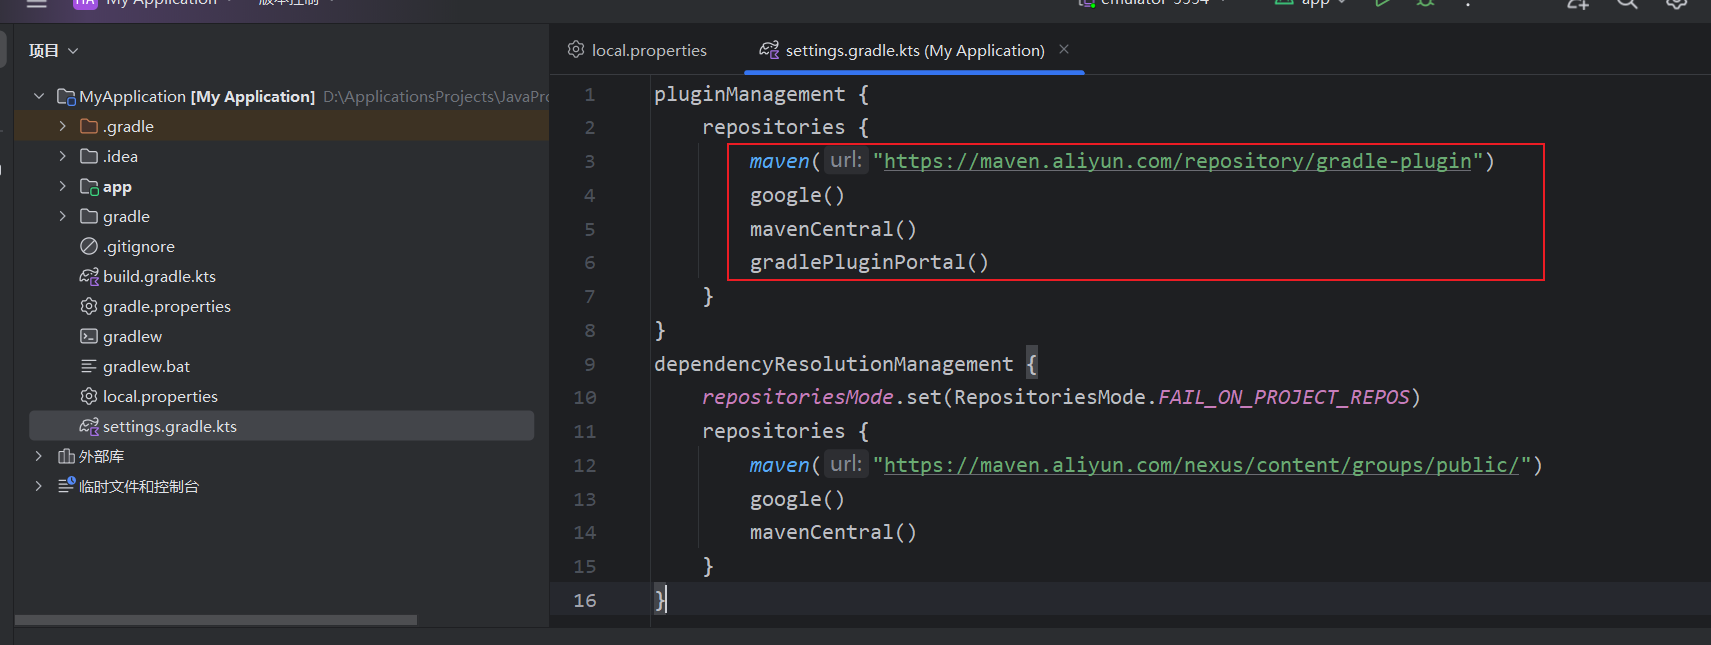 My Application
版本控制
emulator-5554
app
项目
local.properties
settings.gradle.kts (My Application)
MyApplication [My Application] D:\ApplicationsProjects\JavaPro
.gradle
.idea
app
gradle
.gitignore
build.gradle.kts
gradle.properties
gradlew
gradlew.bat
local.properties
settings.gradle.kts
外部库
临时文件和控制台
1 pluginManagement {
2 repositories {
3 maven( url: "https://maven.aliyun.com/repository/gradle-plugin")
4 google()
5 mavenCentral()
6 gradlePluginPortal()
7 }
8 }
9 dependencyResolutionManagement {
10 repositoriesMode.set(RepositoriesMode.FAIL_ON_PROJECT_REPOS)
11 repositories {
12 maven( url: "https://maven.aliyun.com/nexus/content/groups/public/")
13 google()
14 mavenCentral()
15 }
16 }